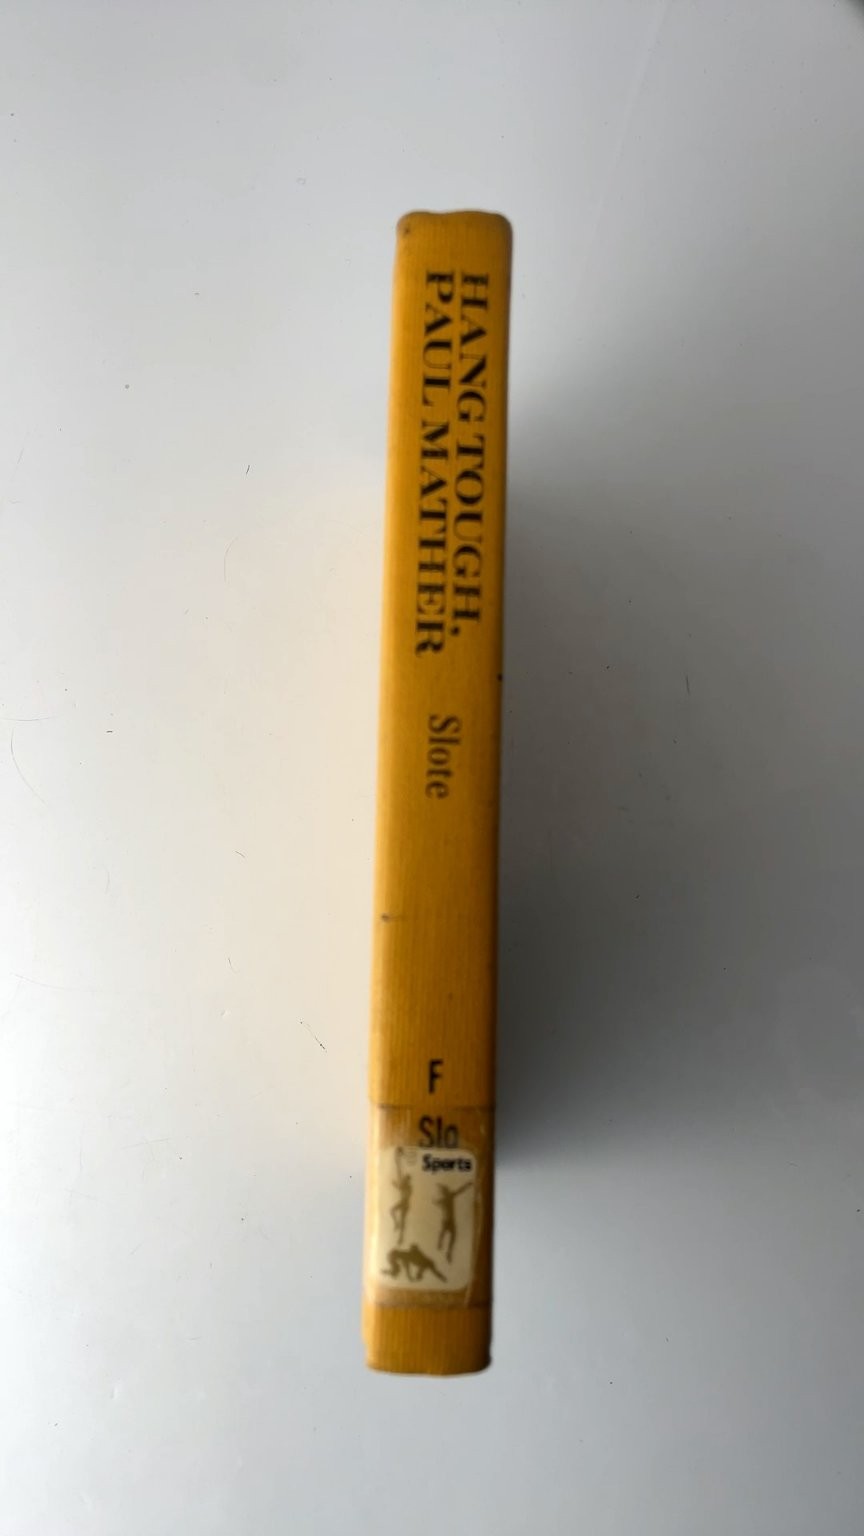 HANG TOUGH,
PAUL MATHER
Slote
F
Slo
Sports